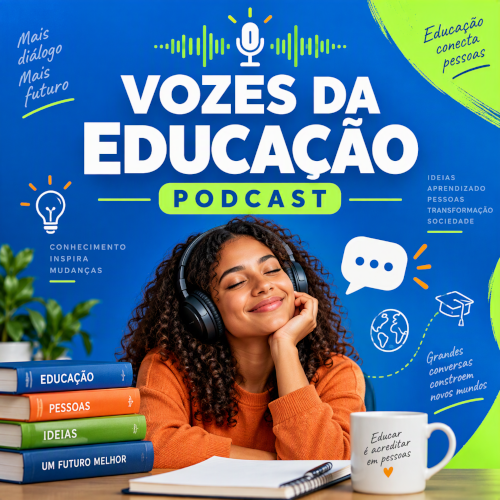 Mais
diálogo
Mais
futuro
Educação
conecta
pessoas
VOZES DA
EDUCAÇÃO
PODCAST
CONHECIMENTO
INSPIRA
MUDANÇAS
IDEIAS
APRENDIZADO
PESSOAS
TRANSFORMAÇÃO
SOCIEDADE
Grandes
conversas
constroem
novos mundos
EDUCAÇÃO
PESSOAS
IDEIAS
UM FUTURO MELHOR
Educar
é acreditar
em pessoas